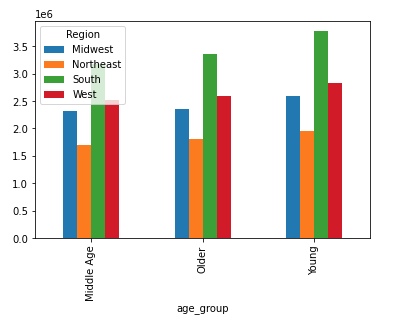 1e6
Region
Midwest
Northeast
South
West
3.5
3.0
2.5
2.0
1.5
1.0
0.5
0.0
Middle Age
Older
Young
age_group